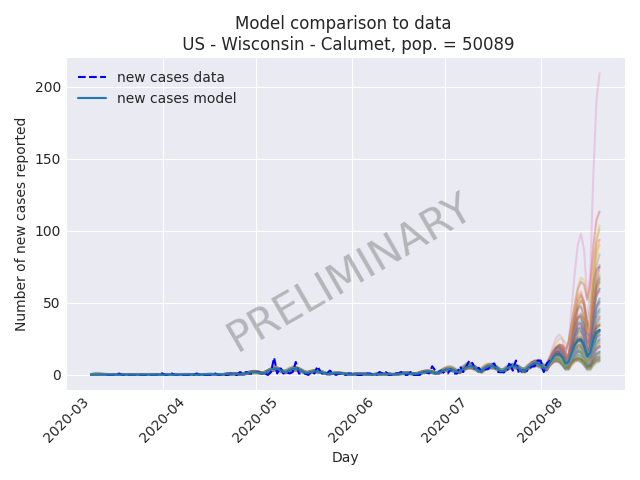 Model comparison to data
US - Wisconsin - Calumet, pop. = 50089
new cases data
new cases model
Number of new cases reported
200
150
100
50
0
PRELIMINARY
2020-03
2020-04
2020-05
2020-06
2020-07
2020-08
Day